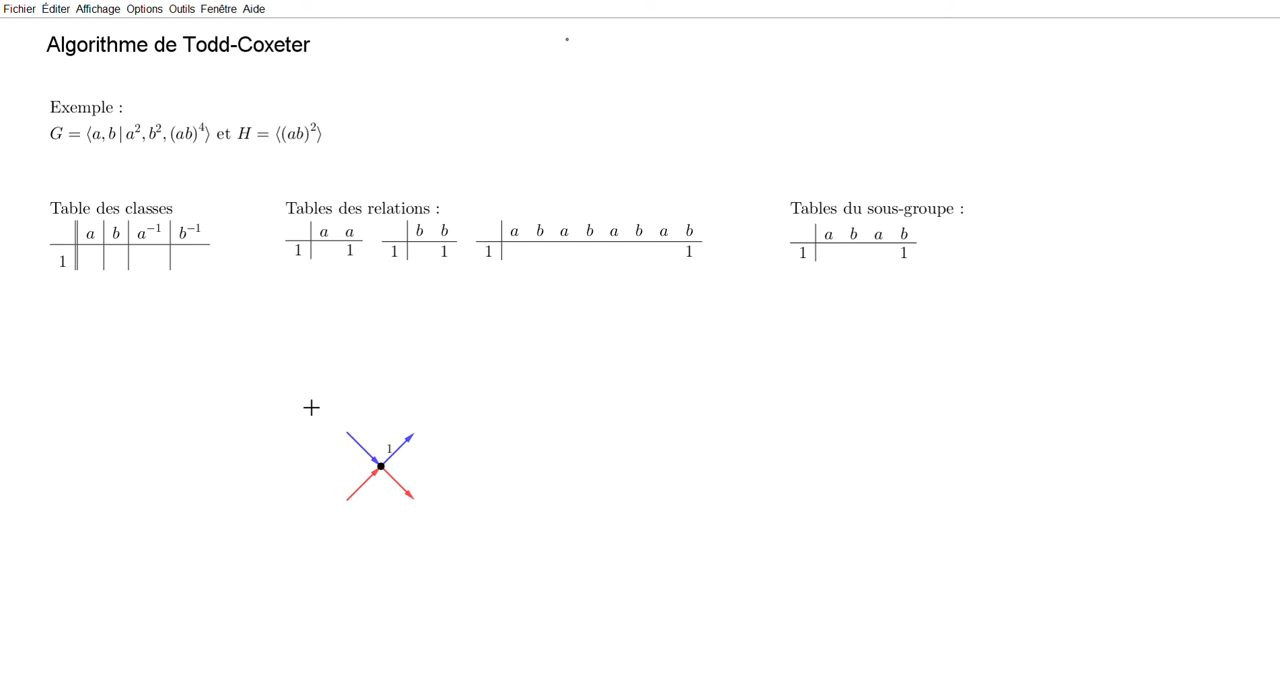 Fichier Éditer Affichage Options Outils Fenêtre Aide
Algorithme de Todd-Coxeter
Exemple :
G = ⟨a, b | a², b², (ab)⁴⟩ et H = ⟨(ab)²⟩
Table des classes
a b a⁻¹ b⁻¹
1
Tables des relations :
a a
1 1
b b
1 1
a b a b a b a b
1 1
Tables du sous-groupe :
a b a b
1 1
1